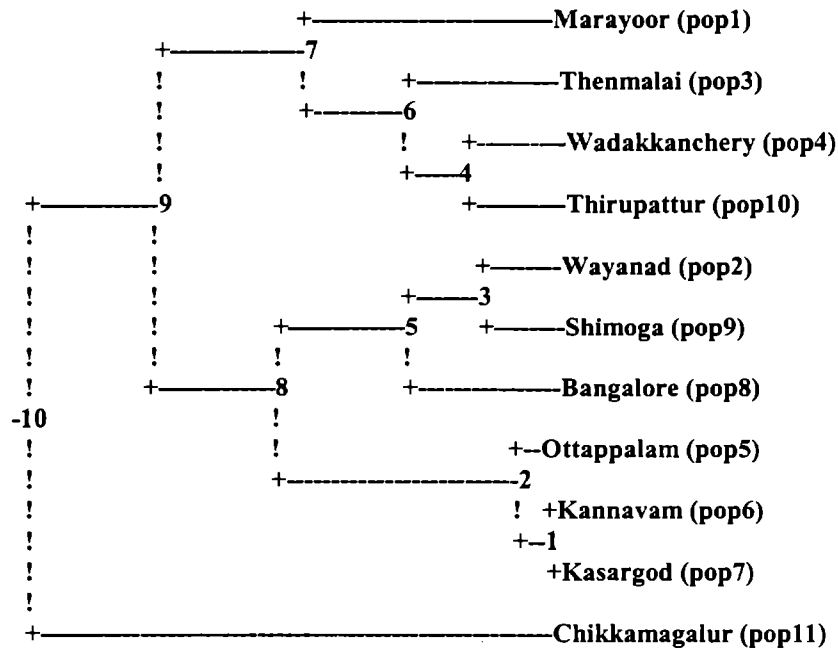 Marayoor (pop1)
7
Thenmalai (pop3)
6
Wadakkanchery (pop4)
4
9
Thirupattur (pop10)
Wayanad (pop2)
3
5
Shimoga (pop9)
8
Bangalore (pop8)
-10
Ottappalam (pop5)
2
Kannavam (pop6)
1
Kasargod (pop7)
Chikkamagalur (pop11)